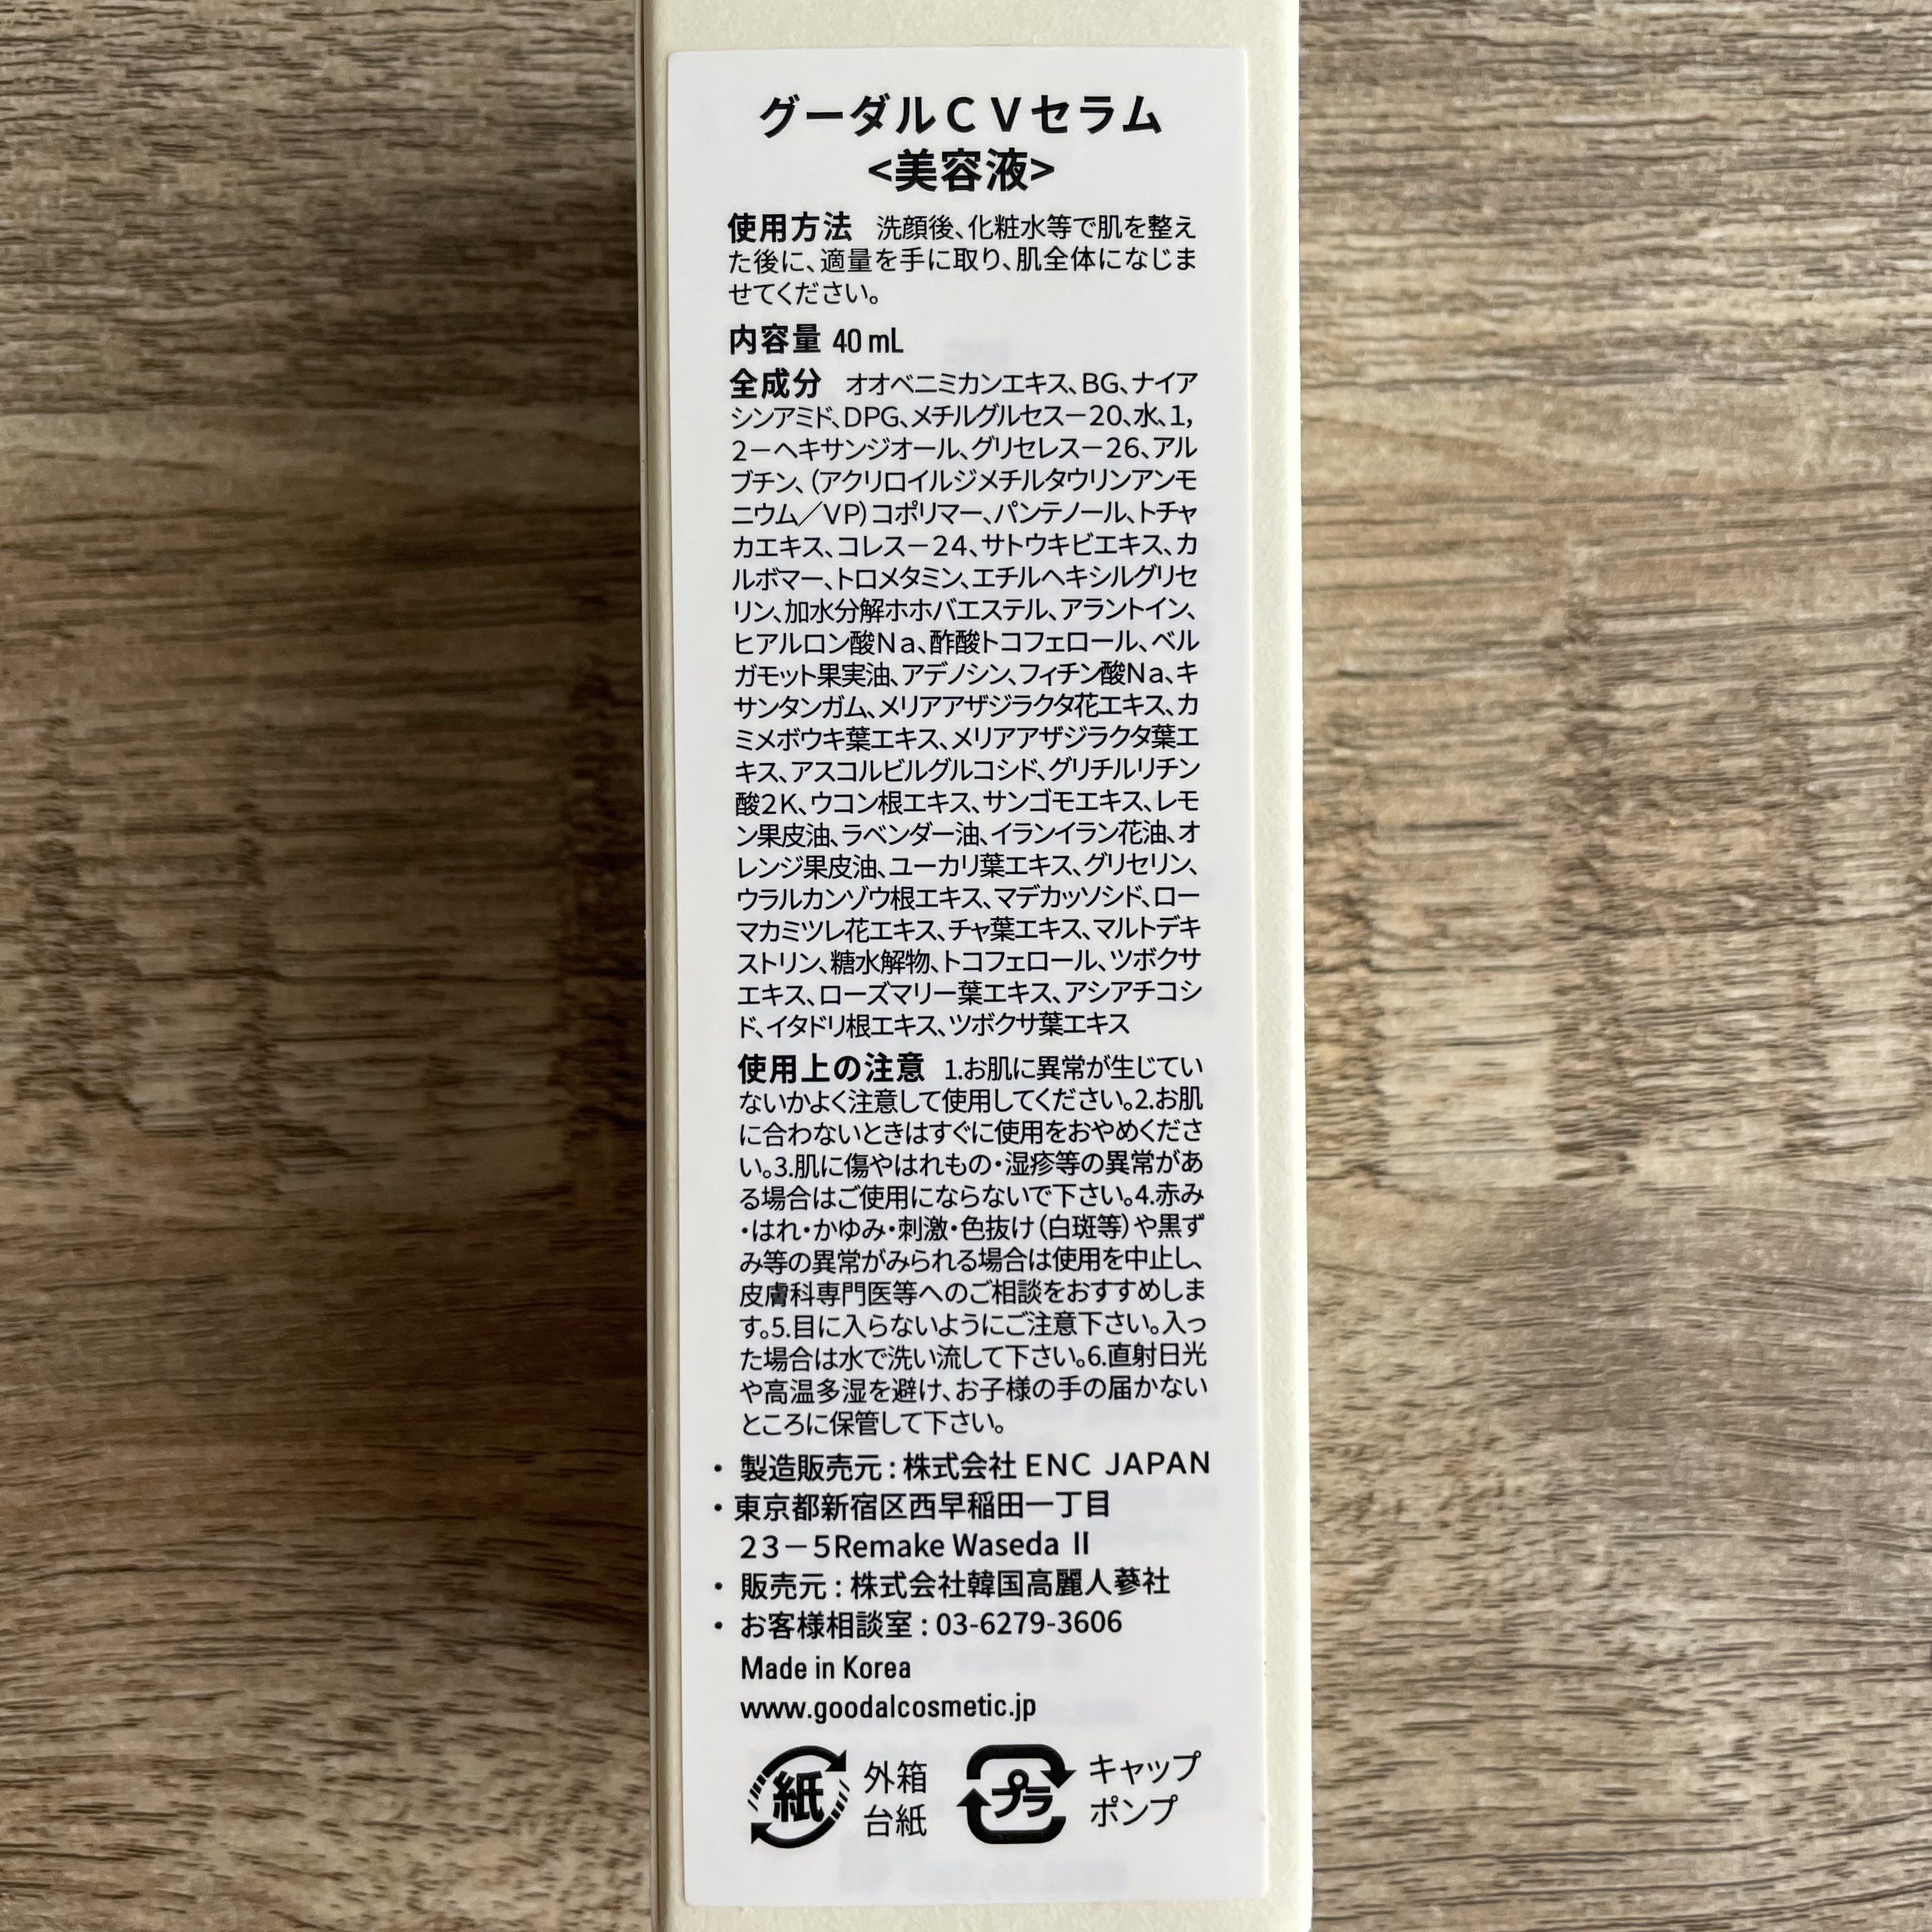 グーダルＣＶセラム
<美容液>
使用方法 洗顔後、化粧水等で肌を整え
た後に、適量を手に取り、肌全体になじま
せてください。
内容量 40 mL
全成分 オオベニミカンエキス、BG、ナイア
シンアミド、DPG、メチルグルセス－20、水、1,
2－ヘキサンジオール、グリセレス－26、アル
ブチン、（アクリロイルジメチルタウリンアンモ
ニウム／VP）コポリマー、パンテノール、トチャ
カエキス、コレス－24、サトウキビエキス、カ
ルボマー、トロメタミン、エチルヘキシルグリセ
リン、加水分解ホホバエステル、アラントイン、
ヒアルロン酸Na、酢酸トコフェロール、ベル
ガモット果実油、アデノシン、フィチン酸Na、キ
サンタンガム、メリアアザジラクタ花エキス、カ
ミメボウキ葉エキス、メリアアザジラクタ葉エ
キス、アスコルビルグルコシド、グリチルリチン
酸2K、ウコン根エキス、サンゴモエキス、レモ
ン果皮油、ラベンダー油、イランイラン花油、オ
レンジ果皮油、ユーカリ葉エキス、グリセリン、
ウラルカンゾウ根エキス、マデカッソシド、ロー
マカミツレ花エキス、チャ葉エキス、マルトデキ
ストリン、糖水解物、トコフェロール、ツボクサ
エキス、ローズマリー葉エキス、アシアチコシ
ド、イタドリ根エキス、ツボクサ葉エキス
使用上の注意 1.お肌に異常が生じてい
ないかよく注意して使用してください。2.お肌
に合わないときはすぐに使用をおやめくださ
い。3.肌に傷やはれもの・湿疹等の異常があ
る場合はご使用にならないで下さい。4.赤み
・はれ・かゆみ・刺激・色抜け（白斑等）や黒ず
み等の異常がみられる場合は使用を中止し、
皮膚科専門医等へのご相談をおすすめしま
す。5.目に入らないようにご注意下さい。入っ
た場合は水で洗い流して下さい。6.直射日光
や高温多湿を避け、お子様の手の届かない
ところに保管して下さい。
・ 製造販売元 : 株式会社 ENC JAPAN
・東京都新宿区西早稲田一丁目
23－5Remake Waseda Ⅱ
・ 販売元 : 株式会社韓国高麗人蔘社
・ お客様相談室 : 03-6279-3606
Made in Korea
www.goodalcosmetic.jp
紙 外箱
台紙
プラ キャップ
ポンプ